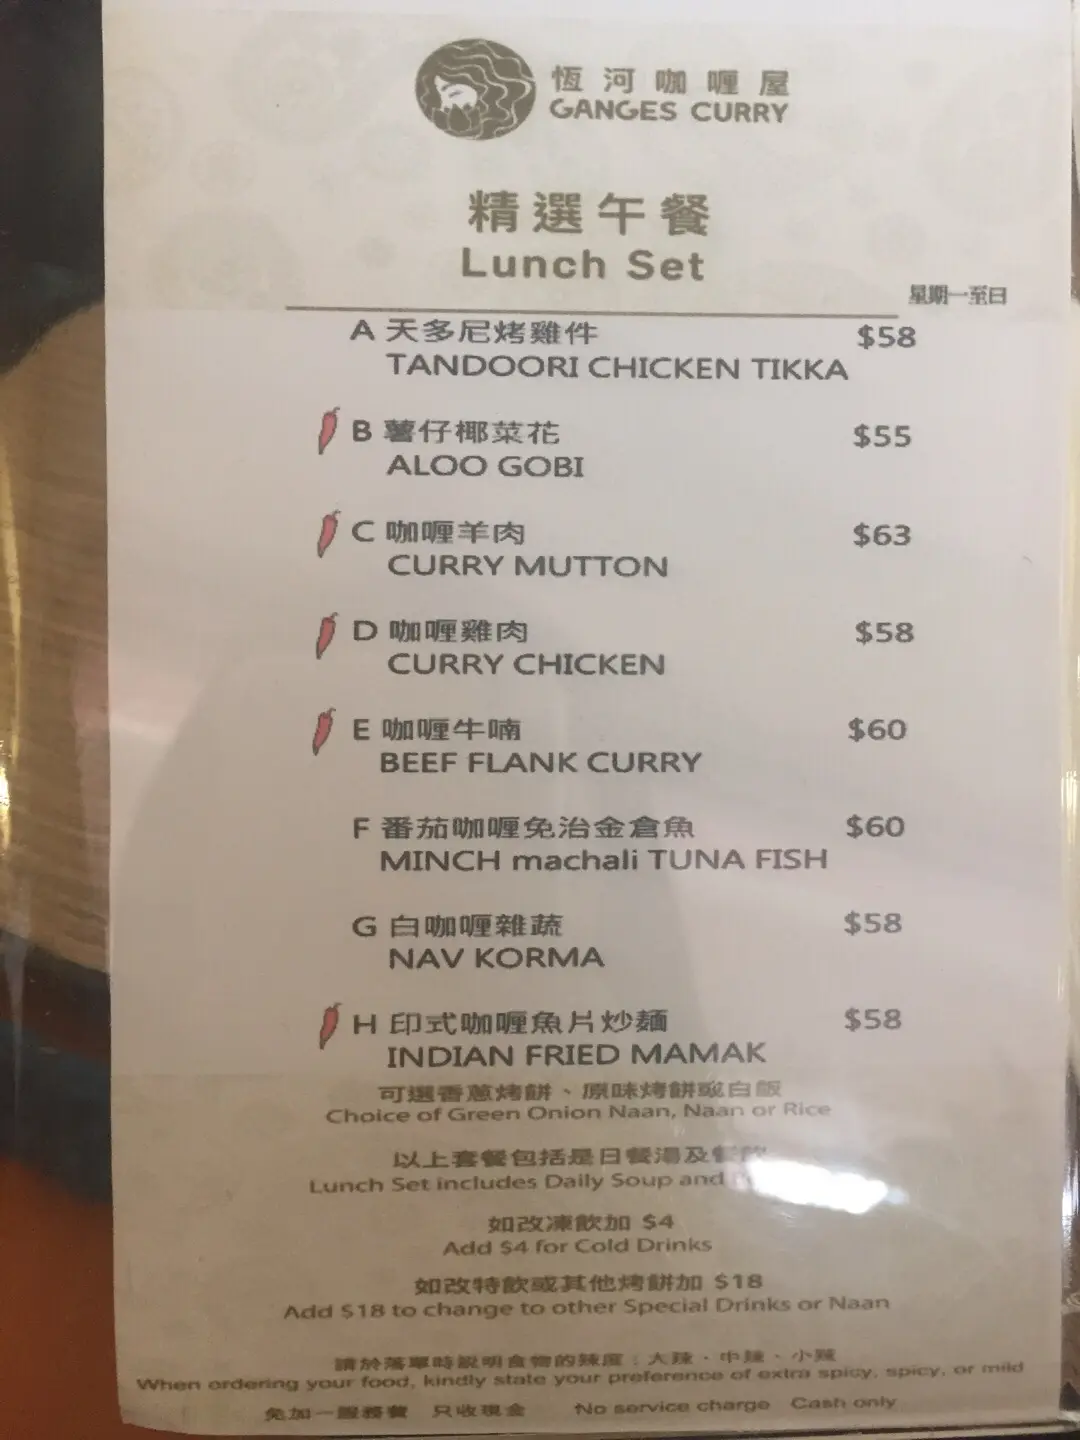 恆河咖喱屋
GANGES CURRY
精選午餐
Lunch Set
星期一至日
A 天多尼烤雞件 $58
TANDOORI CHICKEN TIKKA
B 薯仔椰菜花 $55
ALOO GOBI
C 咖喱羊肉 $63
CURRY MUTTON
D 咖喱雞肉 $58
CURRY CHICKEN
E 咖喱牛喃 $60
BEEF FLANK CURRY
F 番茄咖喱免治金倉魚 $60
MINCH machali TUNA FISH
G 白咖喱雜蔬 $58
NAV KORMA
H 印式咖喱魚片炒麵 $58
INDIAN FRIED MAMAK
可選香蔥烤餅、原味烤餅或白飯
Choice of Green Onion Naan, Naan or Rice
以上套餐包括是日餐湯及餐飲
Lunch Set includes Daily Soup and
如改凍飲加 $4
Add $4 for Cold Drinks
如改特飲或其他烤餅加 $18
Add $18 to change to other Special Drinks or Naan
請於落單時説明食物的辣度：大辣、中辣、小辣
When ordering your food, kindly state your preference of extra spicy, spicy, or mild
免加一服務費 只收現金 No service charge Cash only